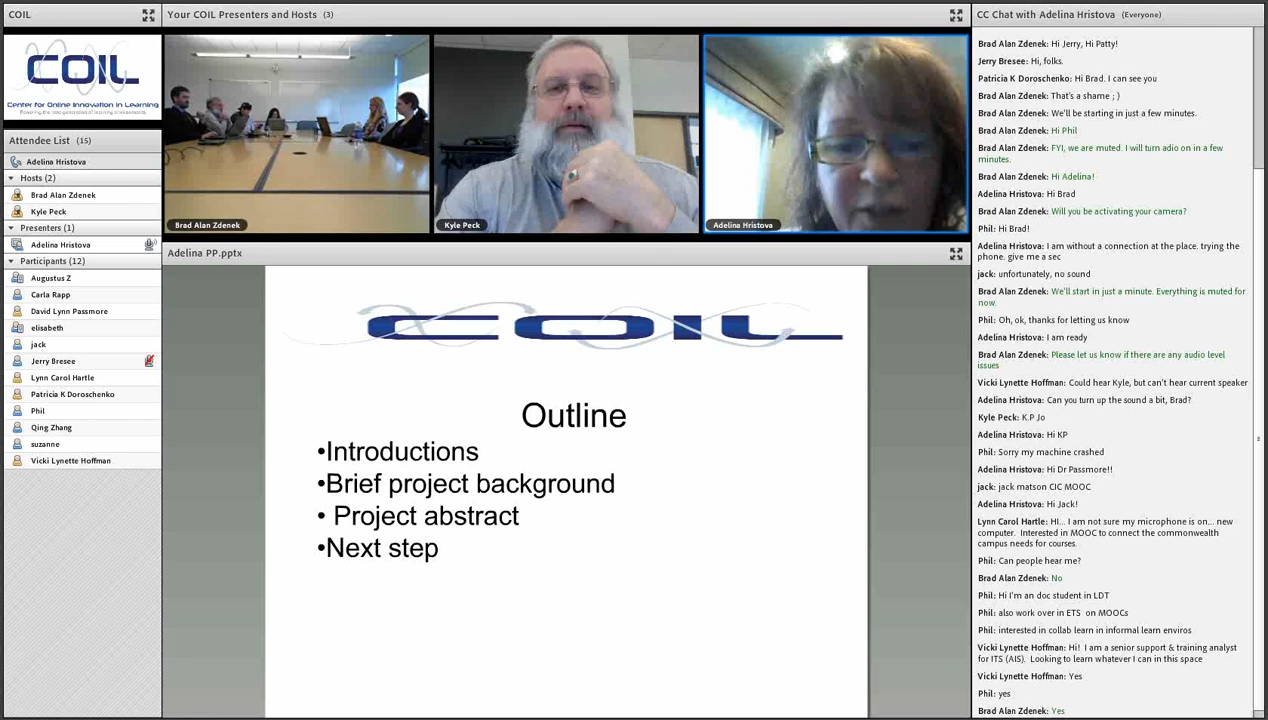 COIL
Your COIL Presenters and Hosts (3)
CC Chat with Adelina Hristova (Everyone)
COIL
Center for Online Innovation in Learning
Attendee List (15)
Adelina Hristova
Hosts (2)
Brad Alan Zdenek
Kyle Peck
Presenters (1)
Adelina Hristova
Participants (12)
Augustus Z
Carla Rapp
David Lynn Passmore
elisabeth
jack
Jerry Bresee
Lynn Carol Hartle
Patricia K Doroschenko
Phil
Qing Zhang
suzanne
Vicki Lynette Hoffman
Brad Alan Zdenek
Kyle Peck
Adelina Hristova
Adelina PP.pptx
COIL
Outline
•Introductions
•Brief project background
• Project abstract
•Next step
Brad Alan Zdenek: Hi Jerry, Hi Patty!
Jerry Bresee: Hi, folks.
Patricia K Doroschenko: Hi Brad. I can see you
Brad Alan Zdenek: That's a shame ; )
Brad Alan Zdenek: We'll be starting in just a few minutes.
Brad Alan Zdenek: Hi Phil
Brad Alan Zdenek: FYI, we are muted. I will turn adio on in a few
minutes.
Brad Alan Zdenek: Hi Adelina!
Adelina Hristova: Hi Brad
Brad Alan Zdenek: Will you be activating your camera?
Phil: Hi Brad!
Adelina Hristova: I am without a connection at the place. trying the
phone. give me a sec
jack: unfortunately, no sound
Brad Alan Zdenek: We'll start in just a minute. Everything is muted for
now.
Phil: Oh, ok, thanks for letting us know
Adelina Hristova: I am ready
Brad Alan Zdenek: Please let us know if there are any audio level
issues
Vicki Lynette Hoffman: Could hear Kyle, but can't hear current speaker
Adelina Hristova: Can you turn up the sound a bit, Brad?
Kyle Peck: K.P Jo
Adelina Hristova: Hi KP
Phil: Sorry my machine crashed
Adelina Hristova: Hi Dr Passmore!!
jack: jack matson CIC MOOC
Adelina Hristova: Hi Jack!
Lynn Carol Hartle: HI... I am not sure my microphone is on... new
computer. Interested in MOOC to connect the commonwealth
campus needs for courses.
Phil: Can people hear me?
Brad Alan Zdenek: No
Phil: Hi I'm an doc student in LDT
Phil: also work over in ETS on MOOCs
Phil: interested in collab learn in informal learn enviros
Vicki Lynette Hoffman: Hi! I am a senior support & training analyst
for ITS (AIS). Looking to learn whatever I can in this space
Vicki Lynette Hoffman: Yes
Phil: yes
Brad Alan Zdenek: Yes